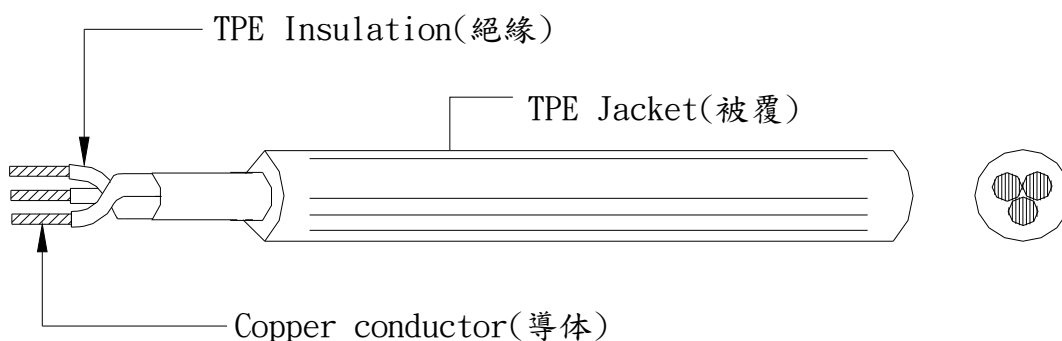 TPE Insulation(絕緣)
TPE Jacket(被覆)
Copper conductor(導体)